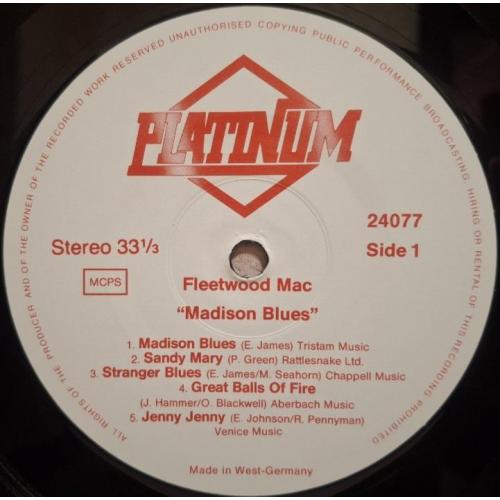 ALL RIGHTS OF THE PRODUCER AND OF THE OWNER OF THE RECORDED WORK RESERVED UNAUTHORISED COPYING PUBLIC PERFORMANCE BROADCASTING, HIRING OR RENTAL OF THIS RECORDING PROHIBITED
PLATINUM
24077
Stereo 33 1/3
Side 1
MCPS
Fleetwood Mac
"Madison Blues"
1. Madison Blues (E. James) Tristam Music
2. Sandy Mary (P. Green) Rattlesnake Ltd.
3. Stranger Blues (E. James/M. Seahorn) Chappell Music
4. Great Balls Of Fire
(J. Hammer/O. Blackwell) Aberbach Music
5. Jenny Jenny (E. Johnson/R. Pennyman)
Venice Music
Made in West-Germany